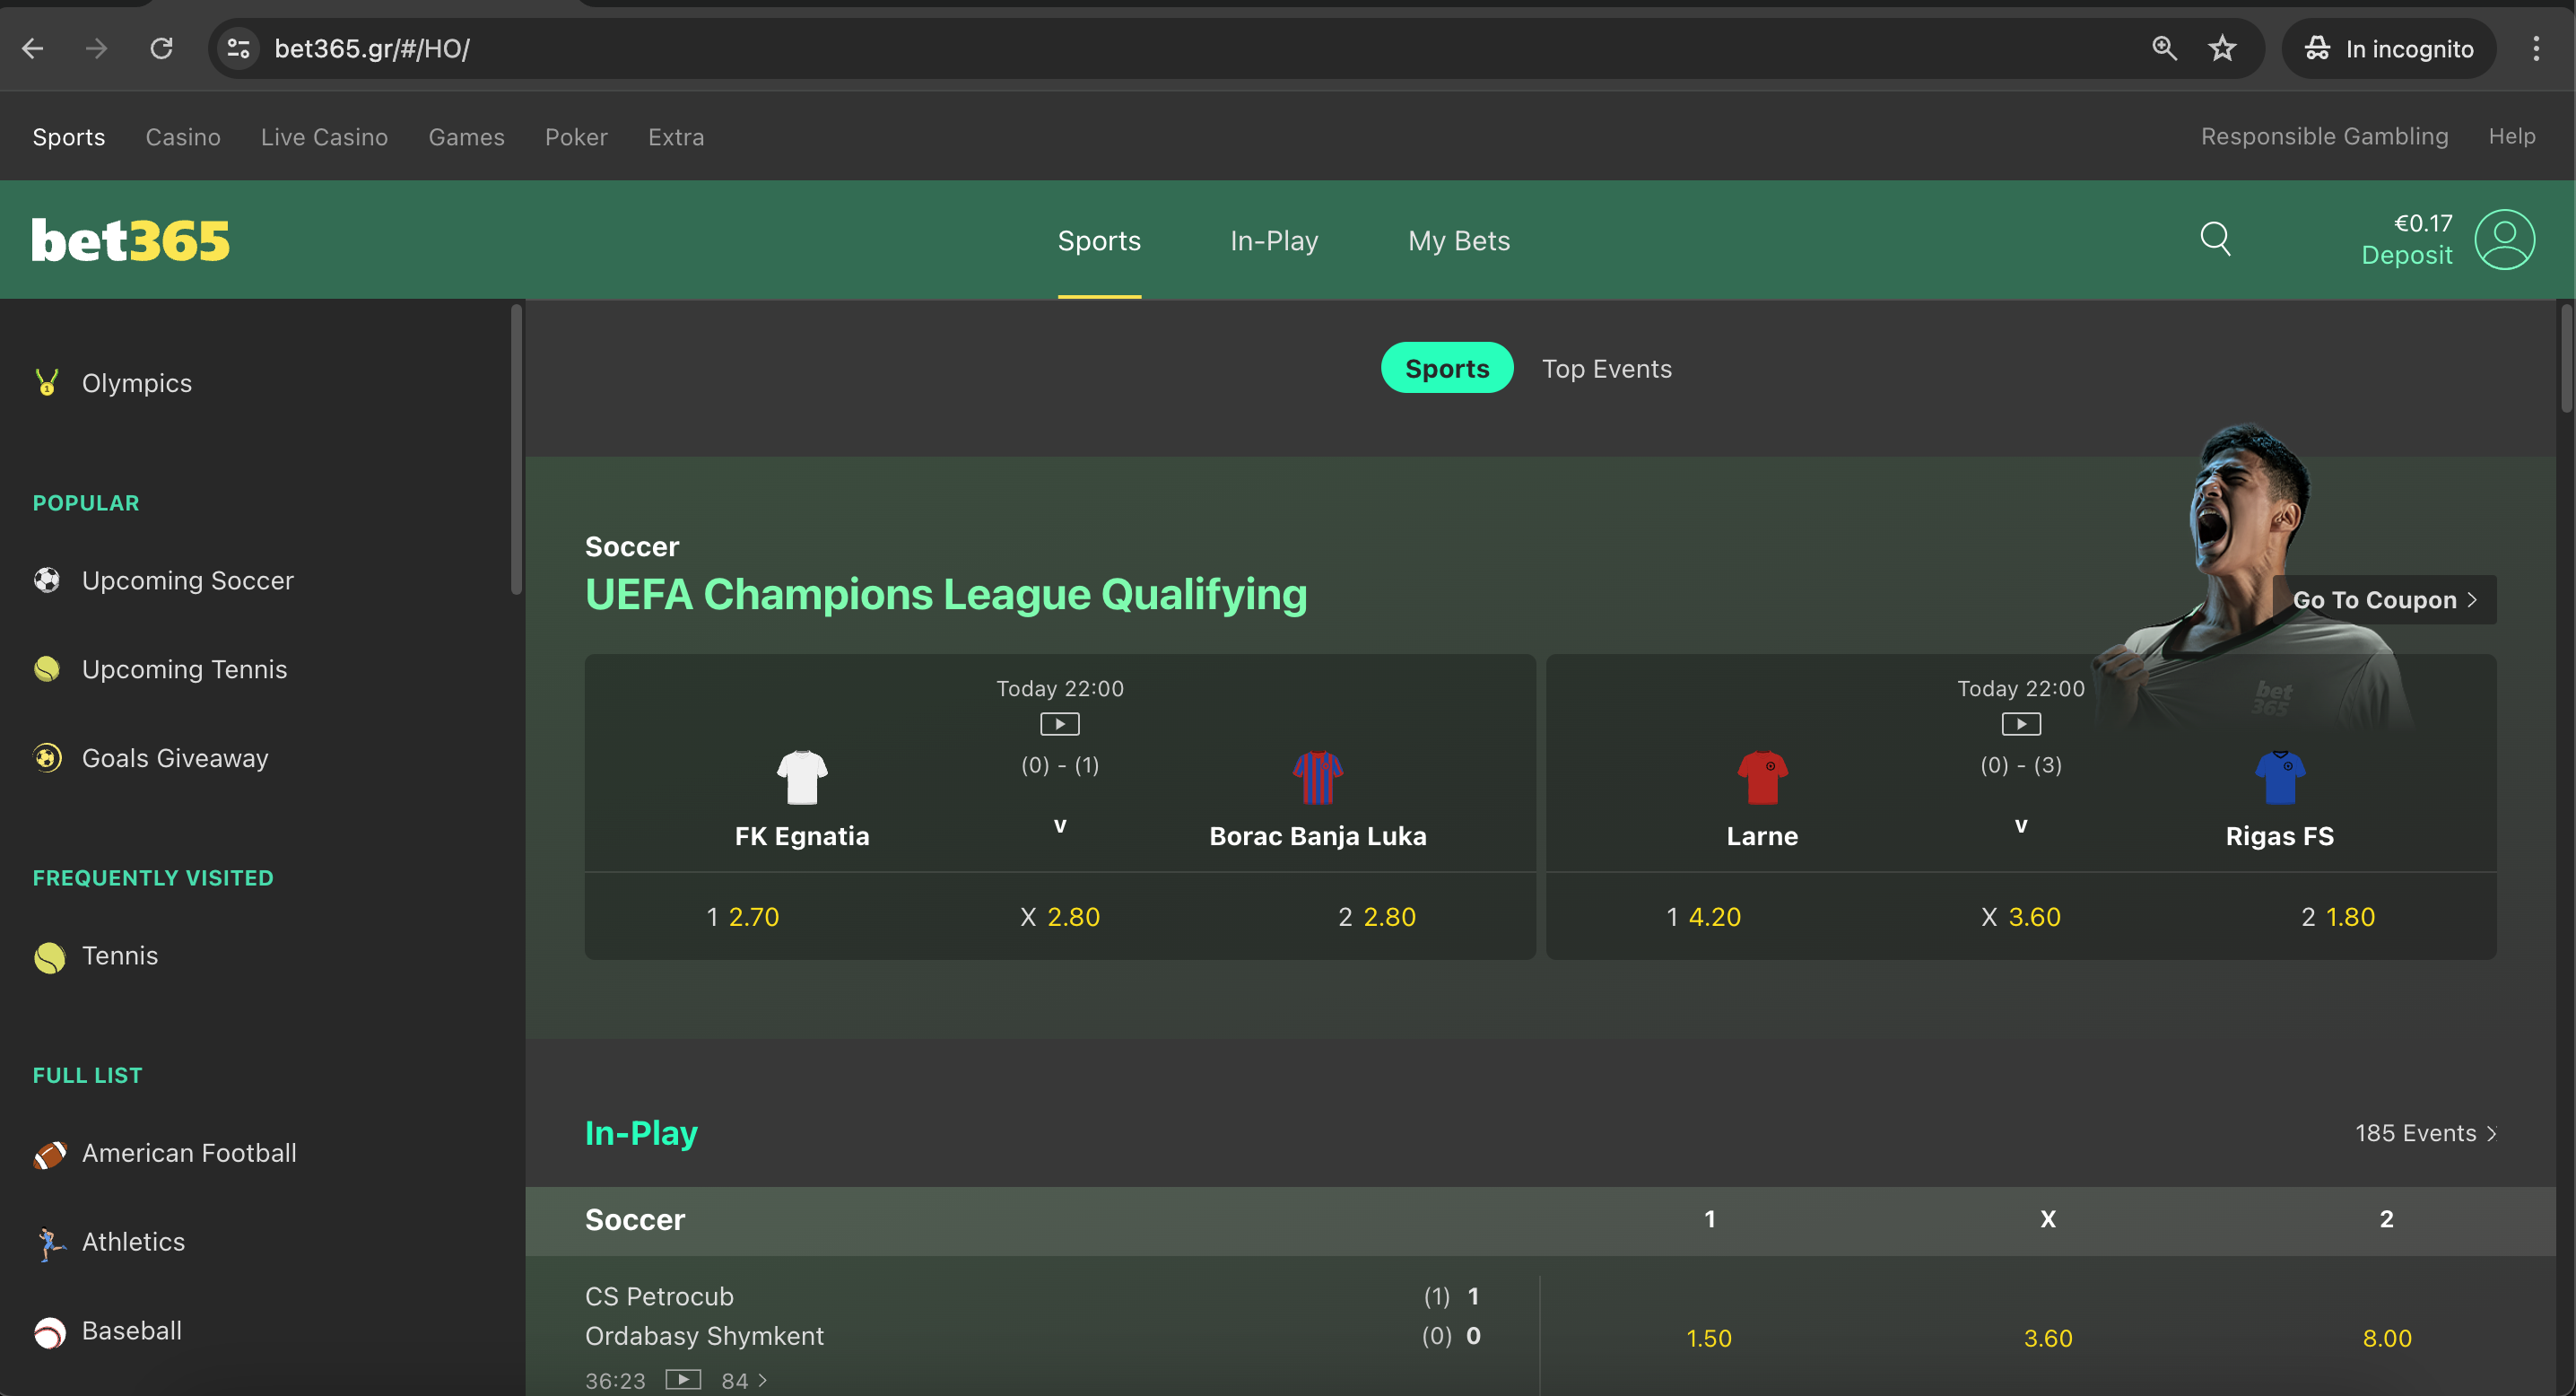 bet365.gr/#/HO/
In incognito
Sports Casino Live Casino Games Poker Extra
Responsible Gambling Help
bet365
Sports In-Play My Bets
€0.17
Deposit
Olympics
POPULAR
Upcoming Soccer
Upcoming Tennis
Goals Giveaway
FREQUENTLY VISITED
Tennis
FULL LIST
American Football
Athletics
Baseball
Sports Top Events
Soccer
UEFA Champions League Qualifying
Go To Coupon
bet
365
Today 22:00
(0) - (1)
FK Egnatia v Borac Banja Luka
1 2.70 X 2.80 2 2.80
Today 22:00
(0) - (3)
Larne v Rigas FS
1 4.20 X 3.60 2 1.80
In-Play
185 Events
Soccer 1 X 2
CS Petrocub (1) 1
Ordabasy Shymkent (0) 0
1.50 3.60 8.00
36:23 84